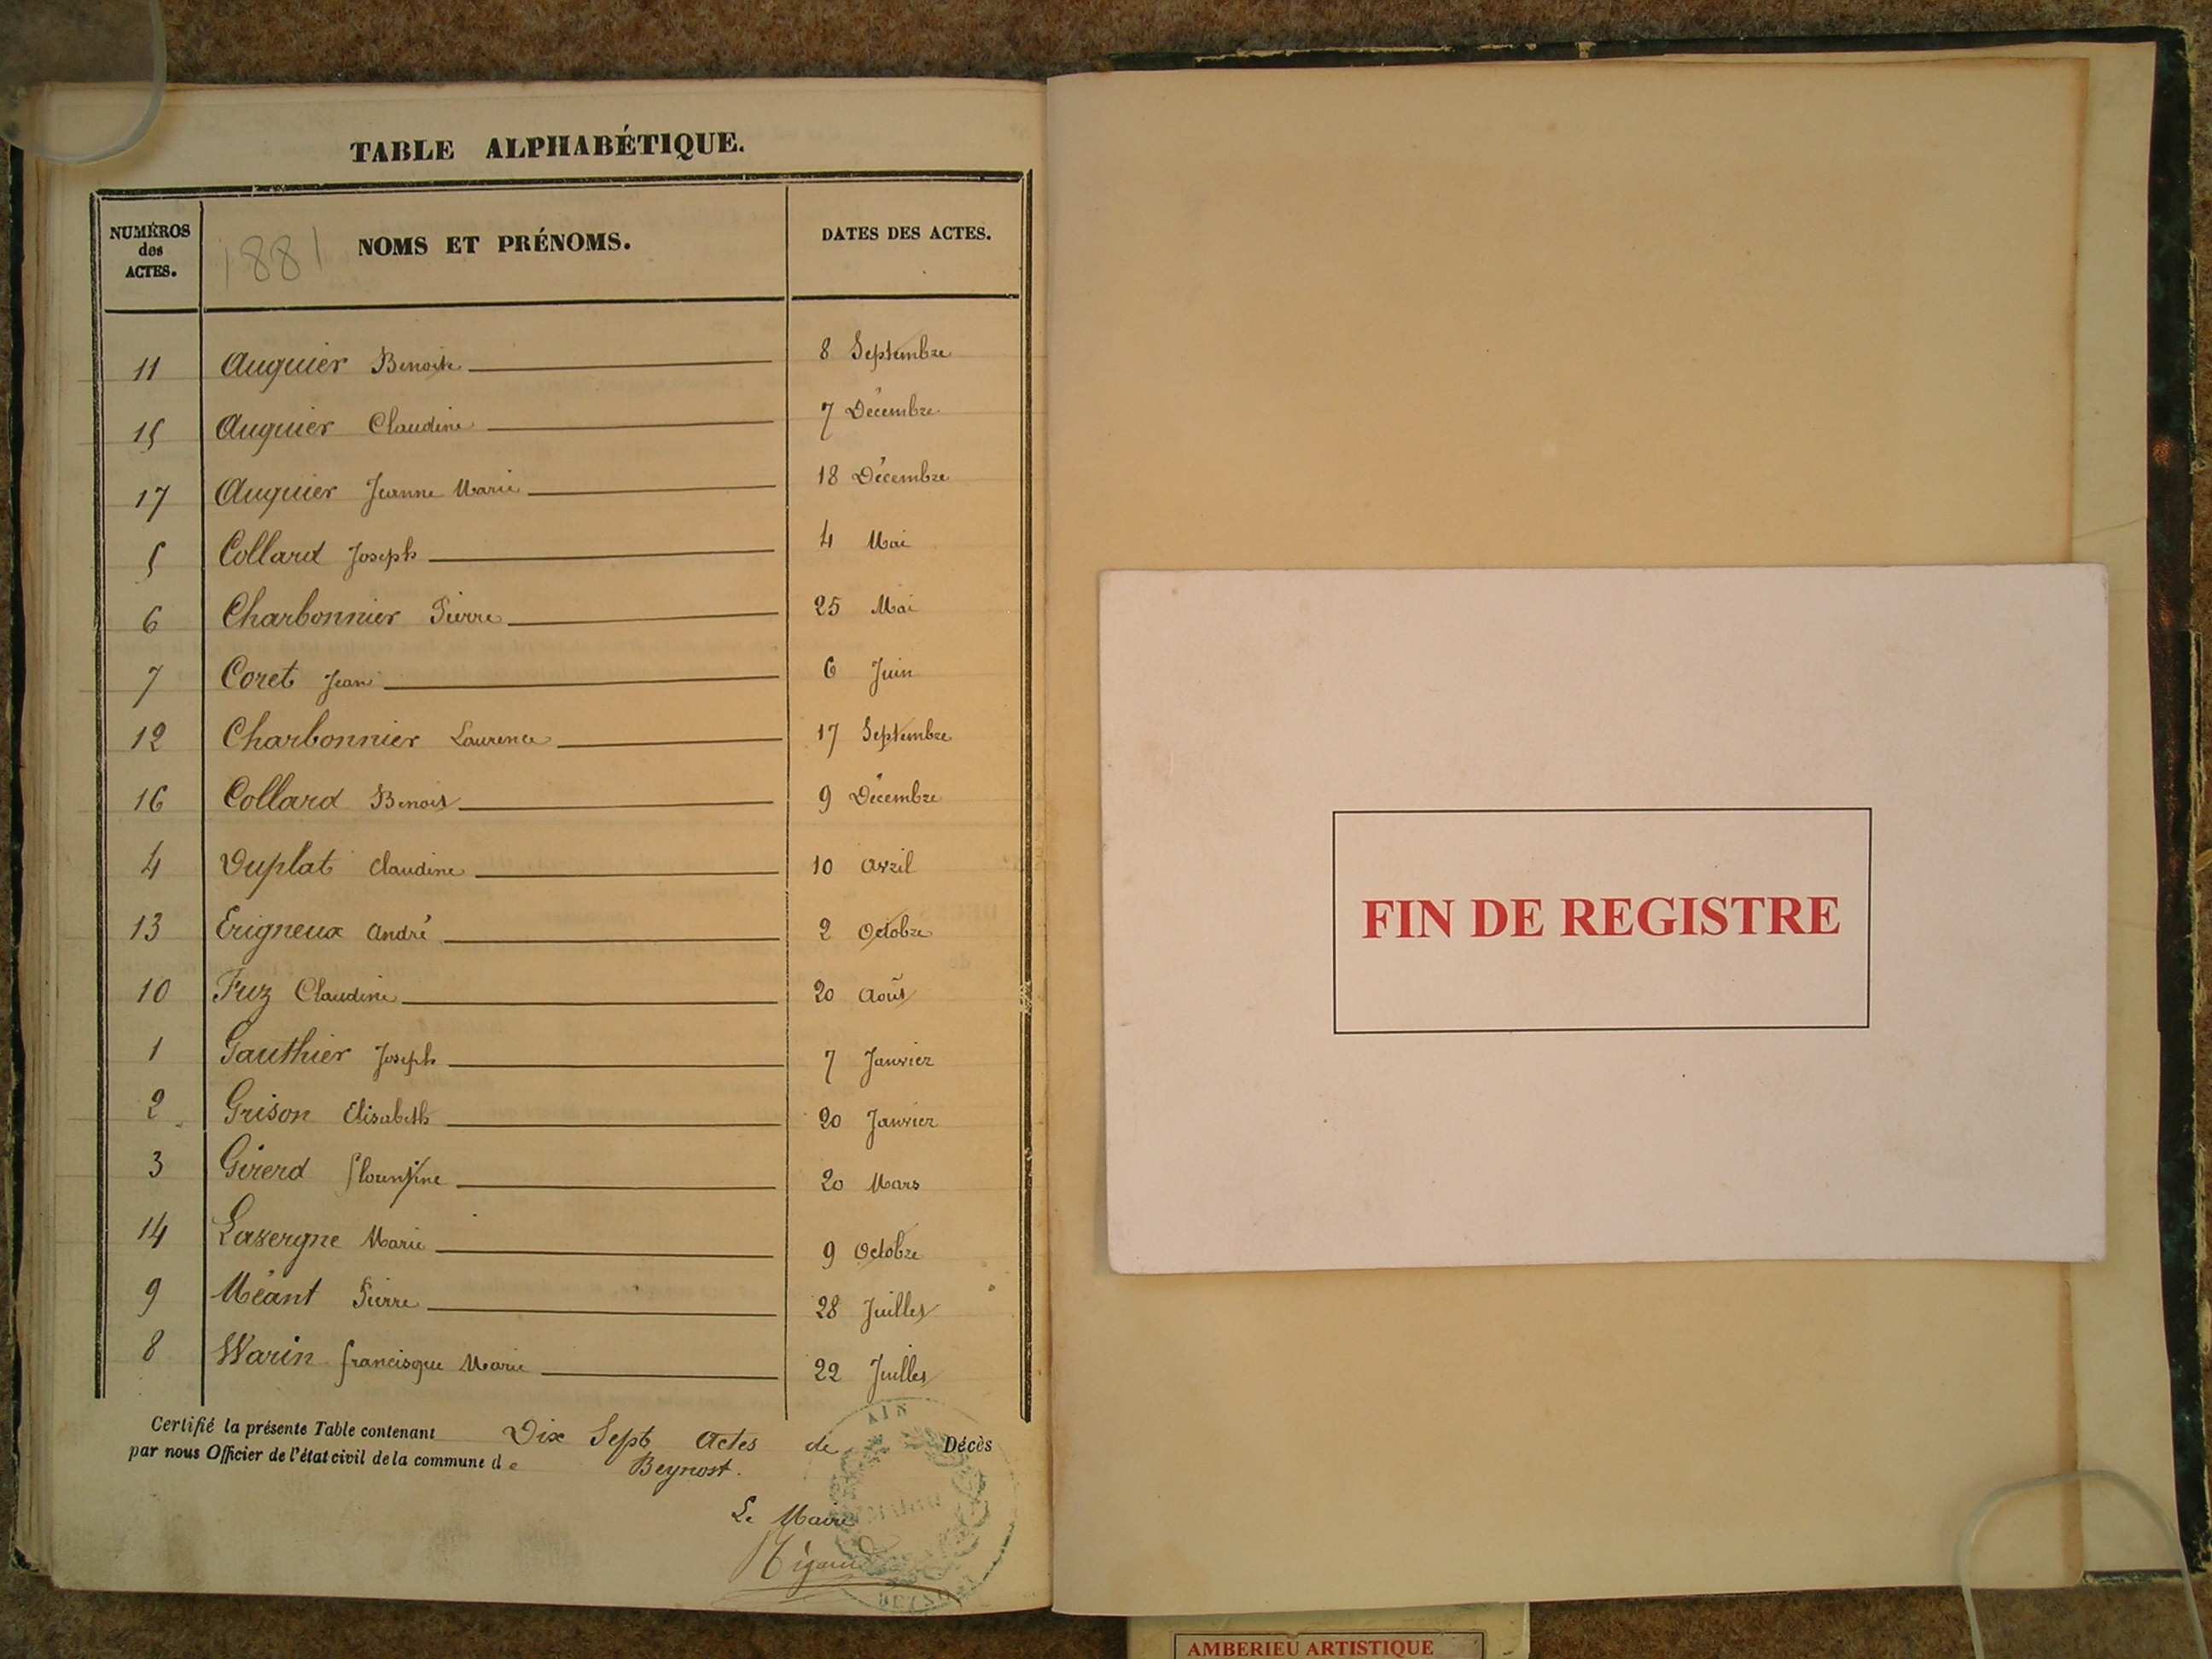 TABLE ALPHABÉTIQUE.
NUMÉROS des ACTES. 1881 NOMS ET PRÉNOMS. DATES DES ACTES.
11 Auguier Benoite 8 Septembre
15 Auguier Claudine 7 Décembre
17 Auguier Jeanne Marie 18 Décembre
5 Collard Joseph 4 Mai
6 Charbonnier Pierre 25 Mai
7 Coret Jean 6 Juin
12 Charbonnier Laurence 17 Septembre
16 Collard Benoit 9 Décembre
4 Duplat Claudine 10 Avril
13 Erigneux André 2 Octobre
10 Fuz Claudine 20 Août
1 Gauthier Joseph 7 Janvier
2 Grison Elisabeth 20 Janvier
3 Girerd 20 Mars
14 Lavergne Marie 9 Octobre
9 Méant Pierre 28 Juillet
8 Warin francisque Marie 22 Juillet
Certifié la présente Table contenant Dix Sept Actes de Décès
par nous Officier de l'état civil de la commune de Beynost.
Le Maire
AIN
FIN DE REGISTRE
AMBERIEU ARTISTIQUE